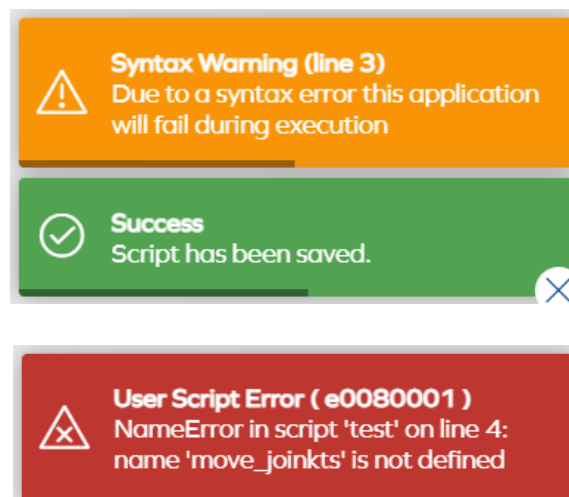 Syntax Warning (line 3)
Due to a syntax error this application
will fail during execution
Success
Script has been saved.
User Script Error ( e0080001 )
NameError in script 'test' on line 4:
name 'move_joinkts' is not defined